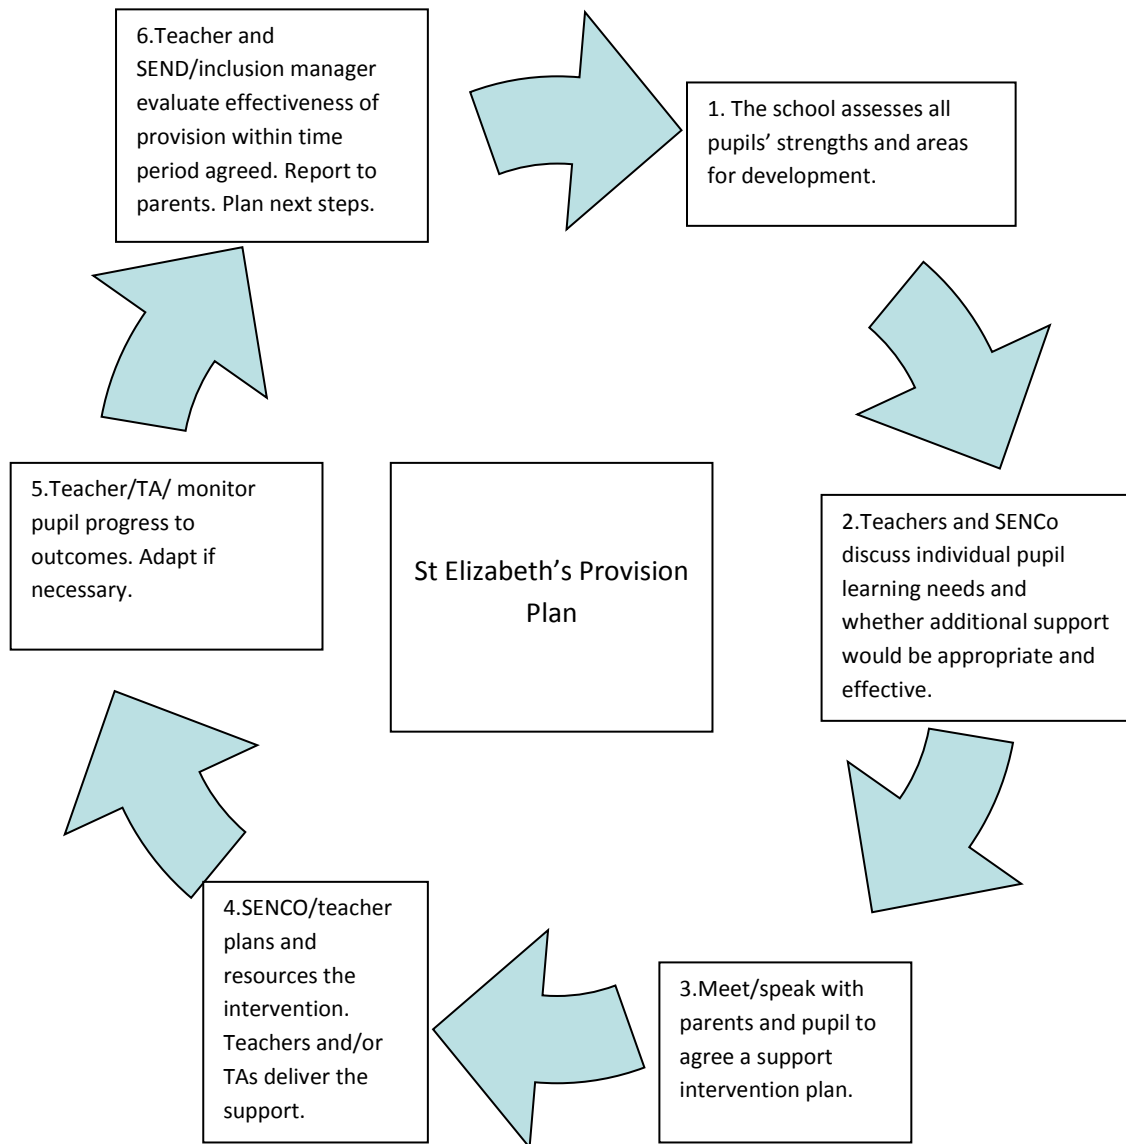 6.Teacher and
SEND/inclusion manager
evaluate effectiveness of
provision within time
period agreed. Report to
parents. Plan next steps.
1. The school assesses all
pupils’ strengths and areas
for development.
5.Teacher/TA/ monitor
pupil progress to
outcomes. Adapt if
necessary.
St Elizabeth’s Provision
Plan
2.Teachers and SENCo
discuss individual pupil
learning needs and
whether additional support
would be appropriate and
effective.
4.SENCO/teacher
plans and
resources the
intervention.
Teachers and/or
TAs deliver the
support.
3.Meet/speak with
parents and pupil to
agree a support
intervention plan.